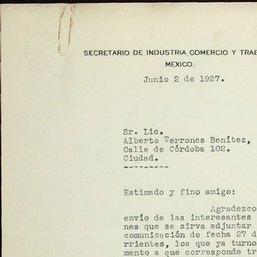 SECRETARIO DE INDUSTRIA, COMERCIO Y
MEXICO.
Junio 2 de 1927.
Sr. Lic.
Alberto Terrones Benítez,
Calle de Córdoba 102.
Ciudad.
---------
Estimado y fino amigo:
Agradezco
envío de las interesantes
nes que se sirva adjuntar
comunicación de fecha 27 d
rrientes, los que ya turno
mento a que corresponde tr